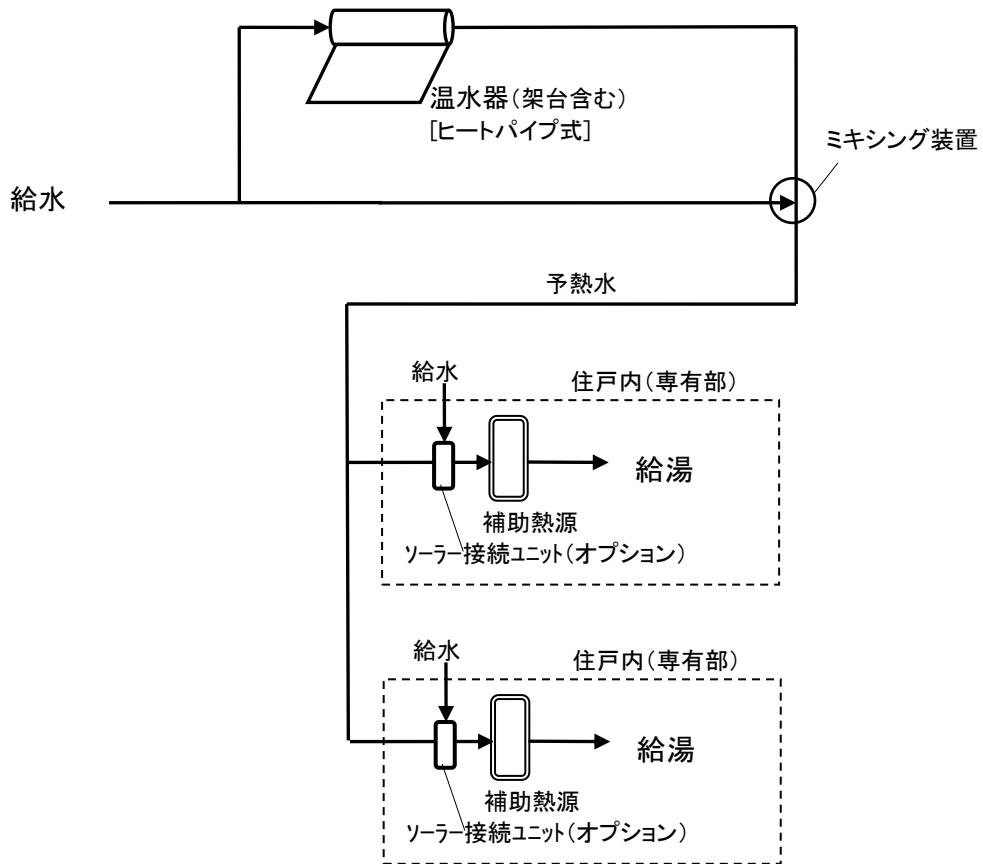 温水器(架台含む)
[ヒートパイプ式]
ミキシング装置
給水
予熱水
給水
住戸内(専有部)
給湯
補助熱源
ソーラー接続ユニット(オプション)
給水
住戸内(専有部)
給湯
補助熱源
ソーラー接続ユニット(オプション)